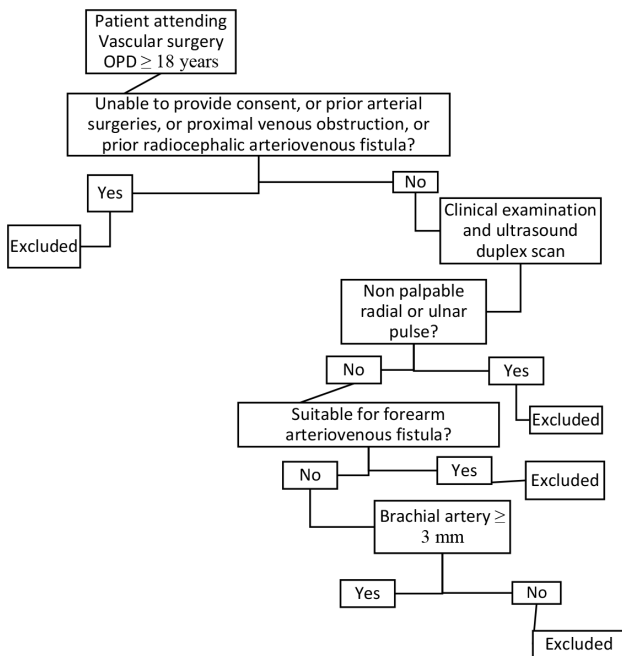 Patient attending
Vascular surgery
OPD ≥ 18 years
Unable to provide consent, or prior arterial
surgeries, or proximal venous obstruction, or
prior radiocephalic arteriovenous fistula?
Yes
No
Excluded
Clinical examination
and ultrasound
duplex scan
Non palpable
radial or ulnar
pulse?
No
Yes
Excluded
Suitable for forearm
arteriovenous fistula?
No
Yes
Excluded
Brachial artery ≥
3 mm
Yes
No
Excluded